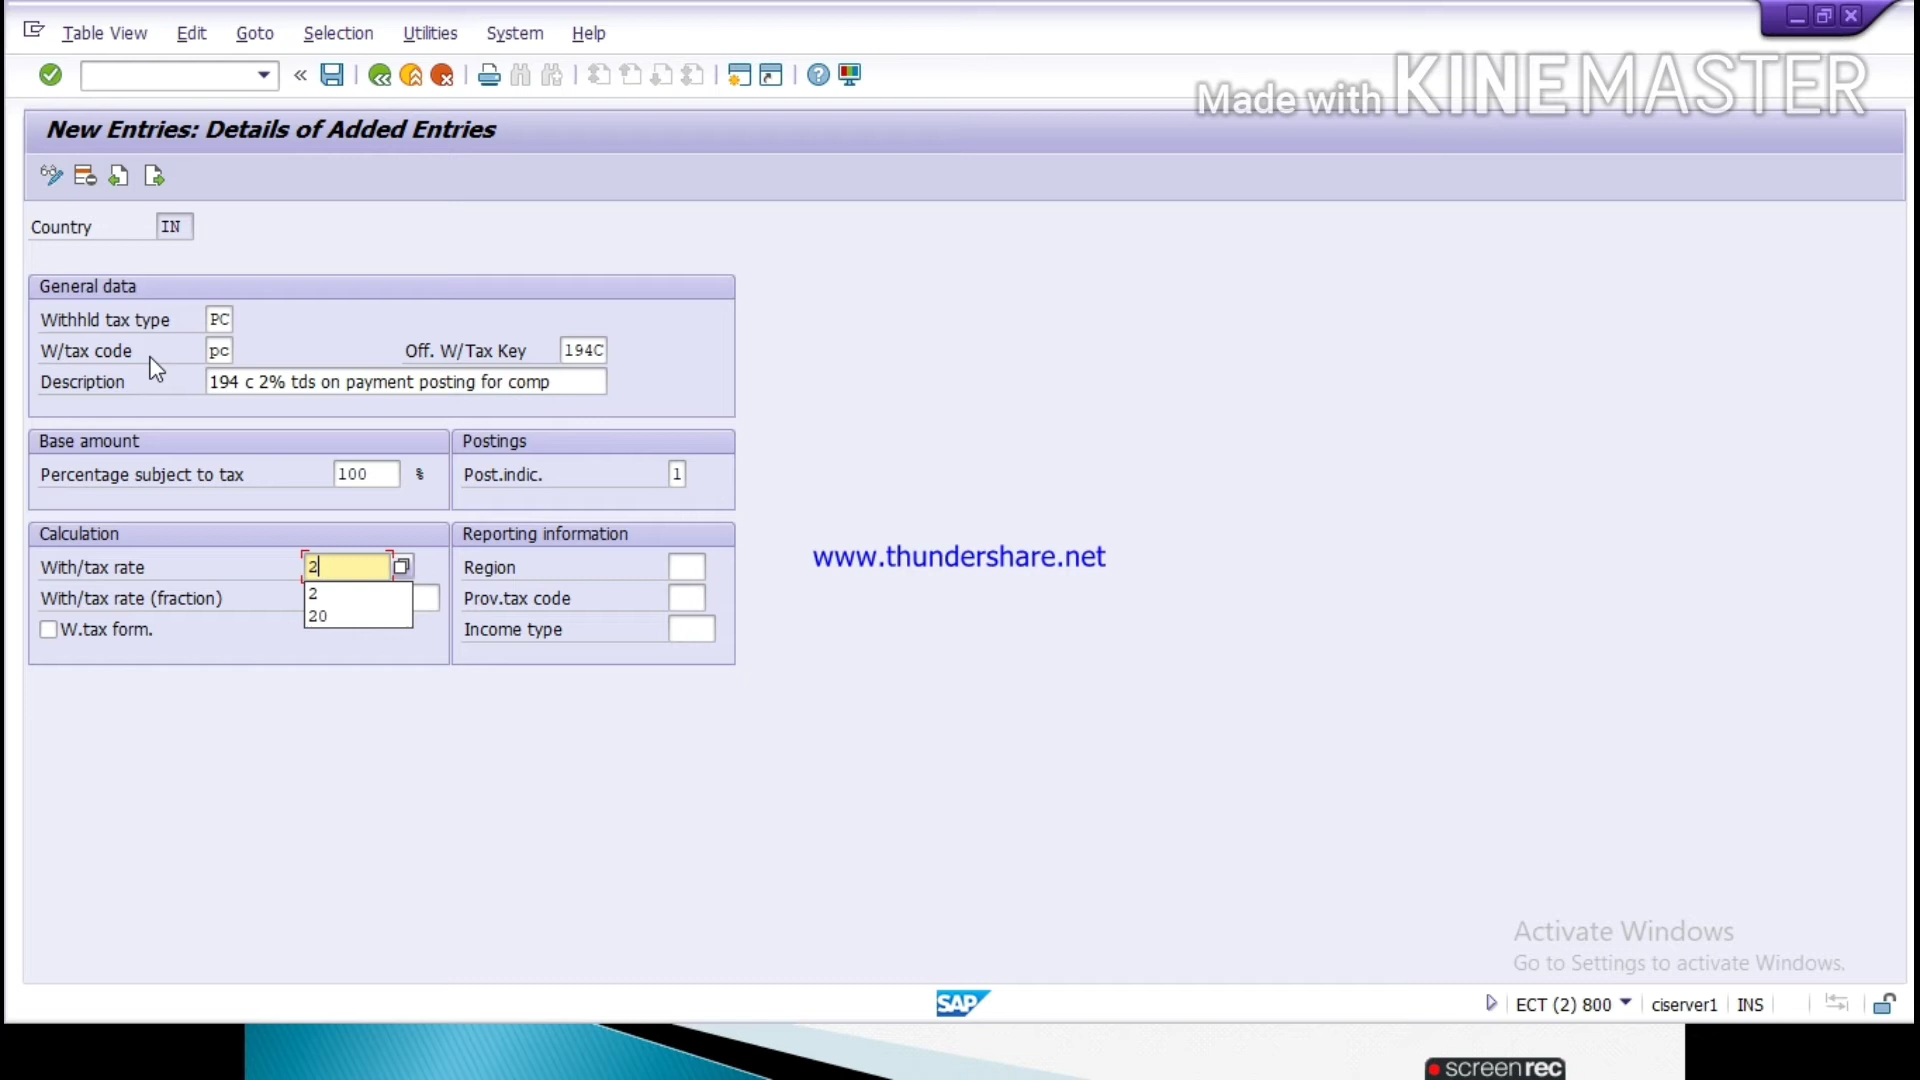 Table View Edit Goto Selection Utilities System Help
Made with KINEMASTER
New Entries: Details of Added Entries
Country IN
General data
Withhld tax type PC
W/tax code pc Off. W/Tax Key 194C
Description 194 c 2% tds on payment posting for comp
Base amount Postings
Percentage subject to tax 100 % Post.indic. 1
Calculation Reporting information
With/tax rate 2 Region
www.thundershare.net
2
With/tax rate (fraction) Prov.tax code
20
W.tax form. Income type
Activate Windows
Go to Settings to activate Windows.
SAP ECT (2) 800 ciserver1 INS
screenrec